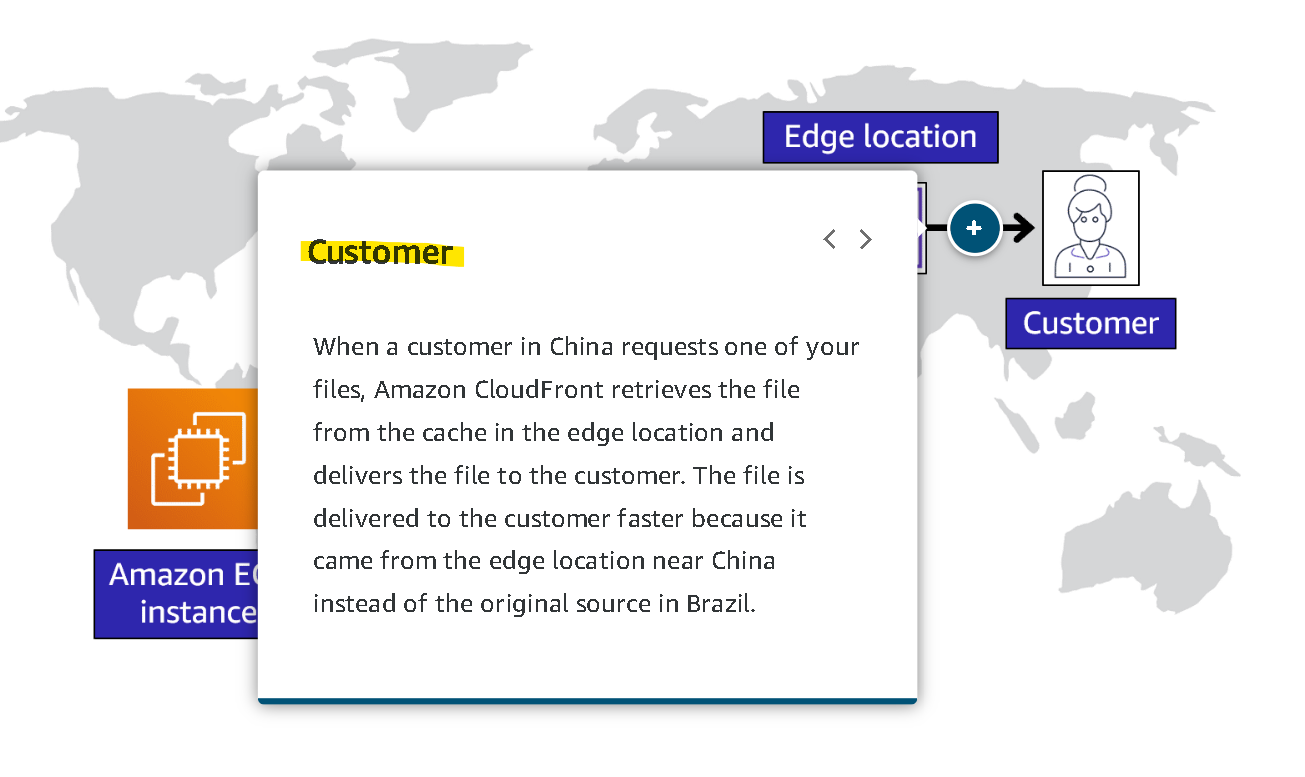 Edge location
Customer
Customer
When a customer in China requests one of your
files, Amazon CloudFront retrieves the file
from the cache in the edge location and
delivers the file to the customer. The file is
delivered to the customer faster because it
came from the edge location near China
instead of the original source in Brazil.
Amazon
instance